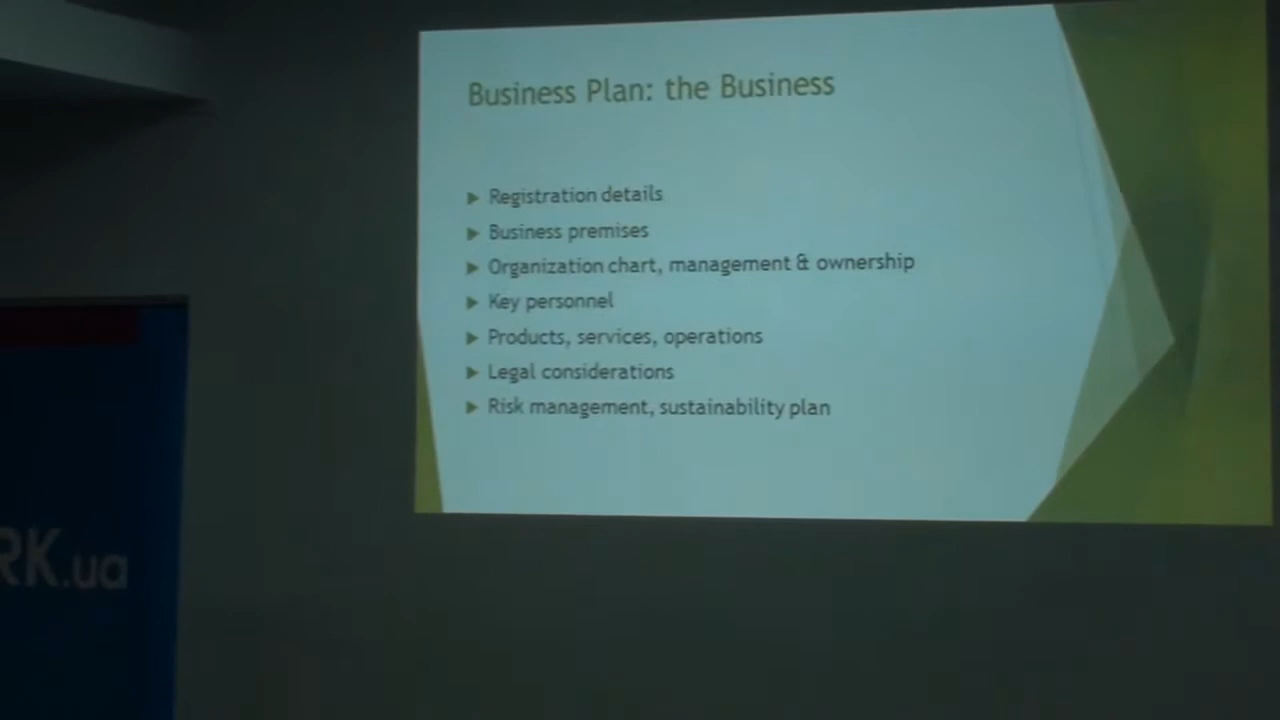 Business Plan: the Business
Registration details
Business premises
Organization chart, management & ownership
Key personnel
Products, services, operations
Legal considerations
Risk management, sustainability plan
RK.ua